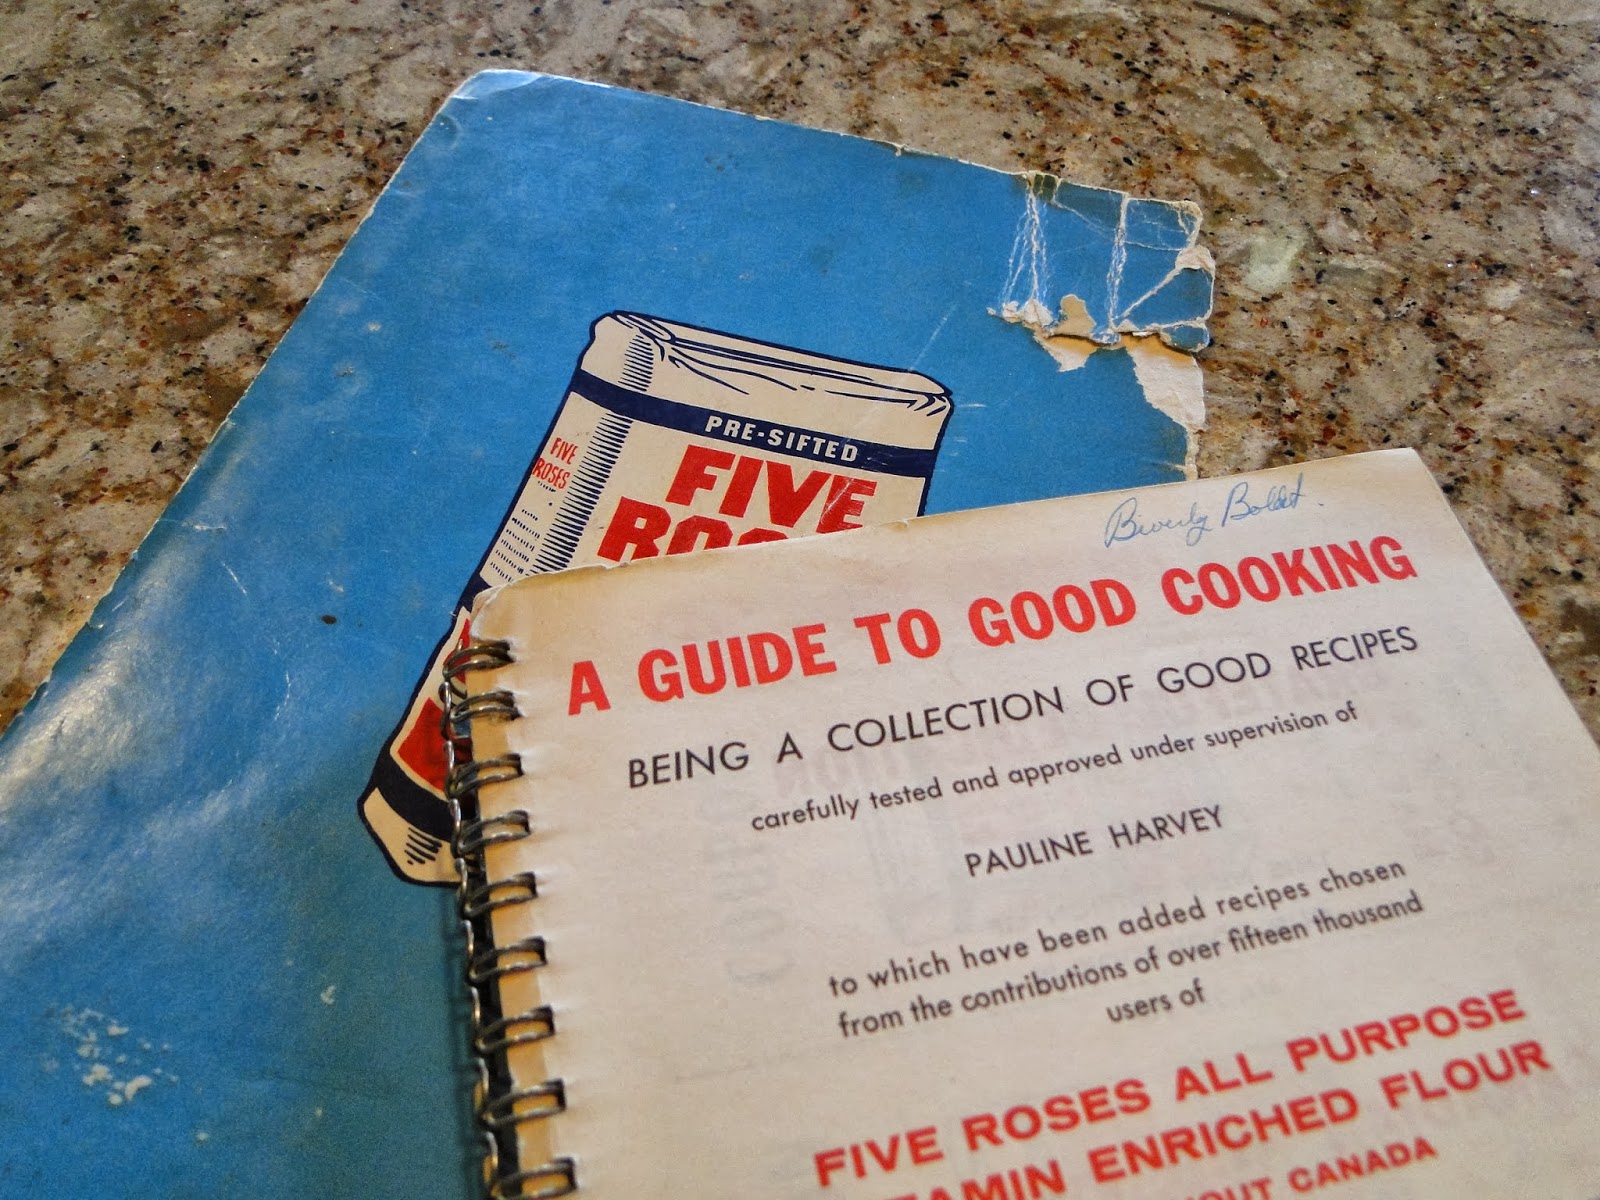 PRE-SIFTED
FIVE
ROSES
FIVE
Beverly
A GUIDE TO GOOD COOKING
BEING A COLLECTION OF GOOD RECIPES
carefully tested and approved under supervision of
PAULINE HARVEY
to which have been added recipes chosen
from the contributions of over fifteen thousand
users of
FIVE ROSES ALL PURPOSE
ENRICHED FLOUR
CANADA